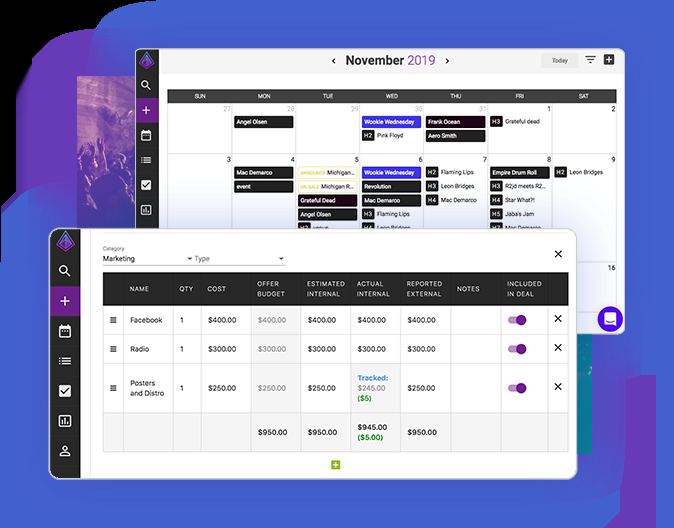 November 2019
Today
SUN MON TUE WED THU FRI SAT
27 28 29 30 31 1 2
Angel Olsen Wookie Wednesday Frank Ocean H3 Grateful dead
H2 Pink Floyd Aero Smith
3 4 5 6 7 8 9
Mac Demarco ANNOUNCE Michigan... Wookie Wednesday H2 Flaming Lips Empire Drum Roll H2 Leon Bridges
event ON SALE Michigan R... Revolution H3 Leon Bridges H3 R2jd meets R2...
Grateful Dead Mac Demarco H4 Mac Demarco H4 Star What?!
Angel Olsen H3 Flaming Lips H5 Jaba's Jam
H2 H4 Leon Bridges H7 Mac Demarco
16
Category
Marketing Type
NAME QTY COST OFFER BUDGET ESTIMATED INTERNAL ACTUAL INTERNAL REPORTED EXTERNAL NOTES INCLUDED IN DEAL
Facebook 1 $400.00 $400.00 $400.00 $400.00 $400.00
Radio 1 $300.00 $300.00 $300.00 $300.00 $300.00
Posters and Distro 1 $250.00 $250.00 $250.00 Tracked: $245.00 ($5) $250.00
$950.00 $950.00 $945.00 ($5.00) $950.00